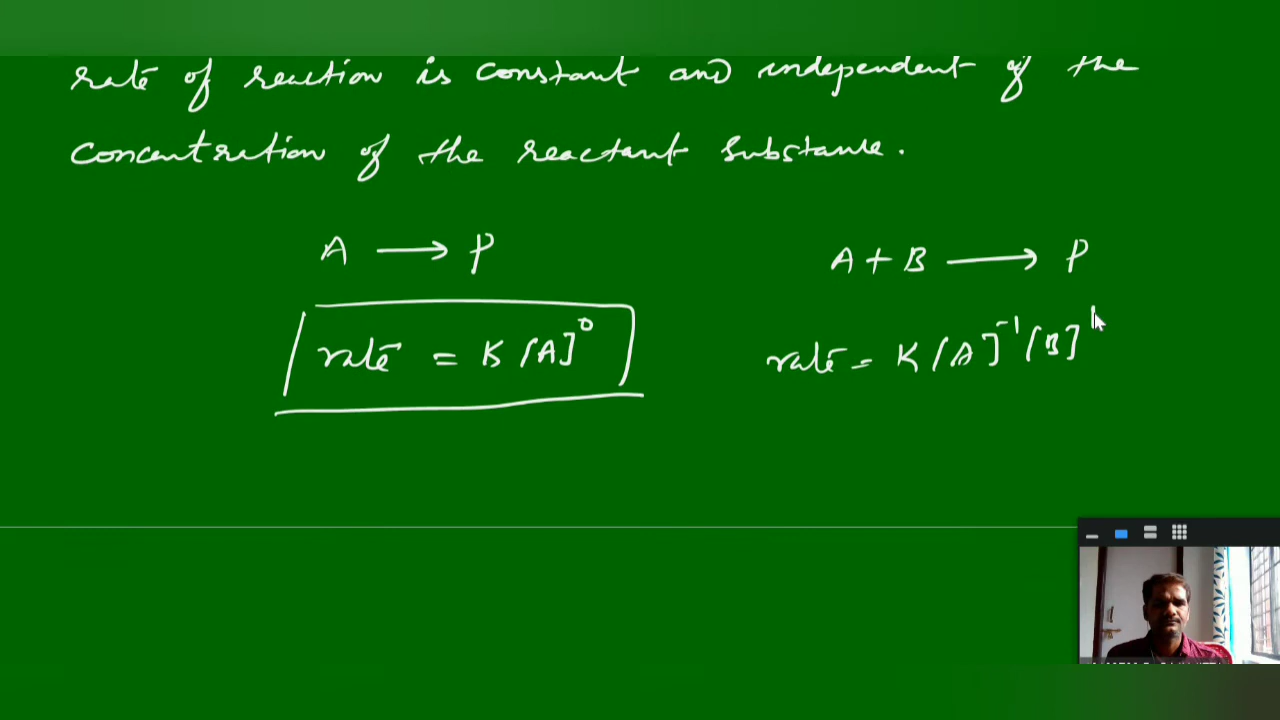 rate of reaction is constant and independent of the
concentration of the reactant substance.
A → P
A + B → P
rate = K [A]⁰
rate = K [A]⁻¹ [B]¹